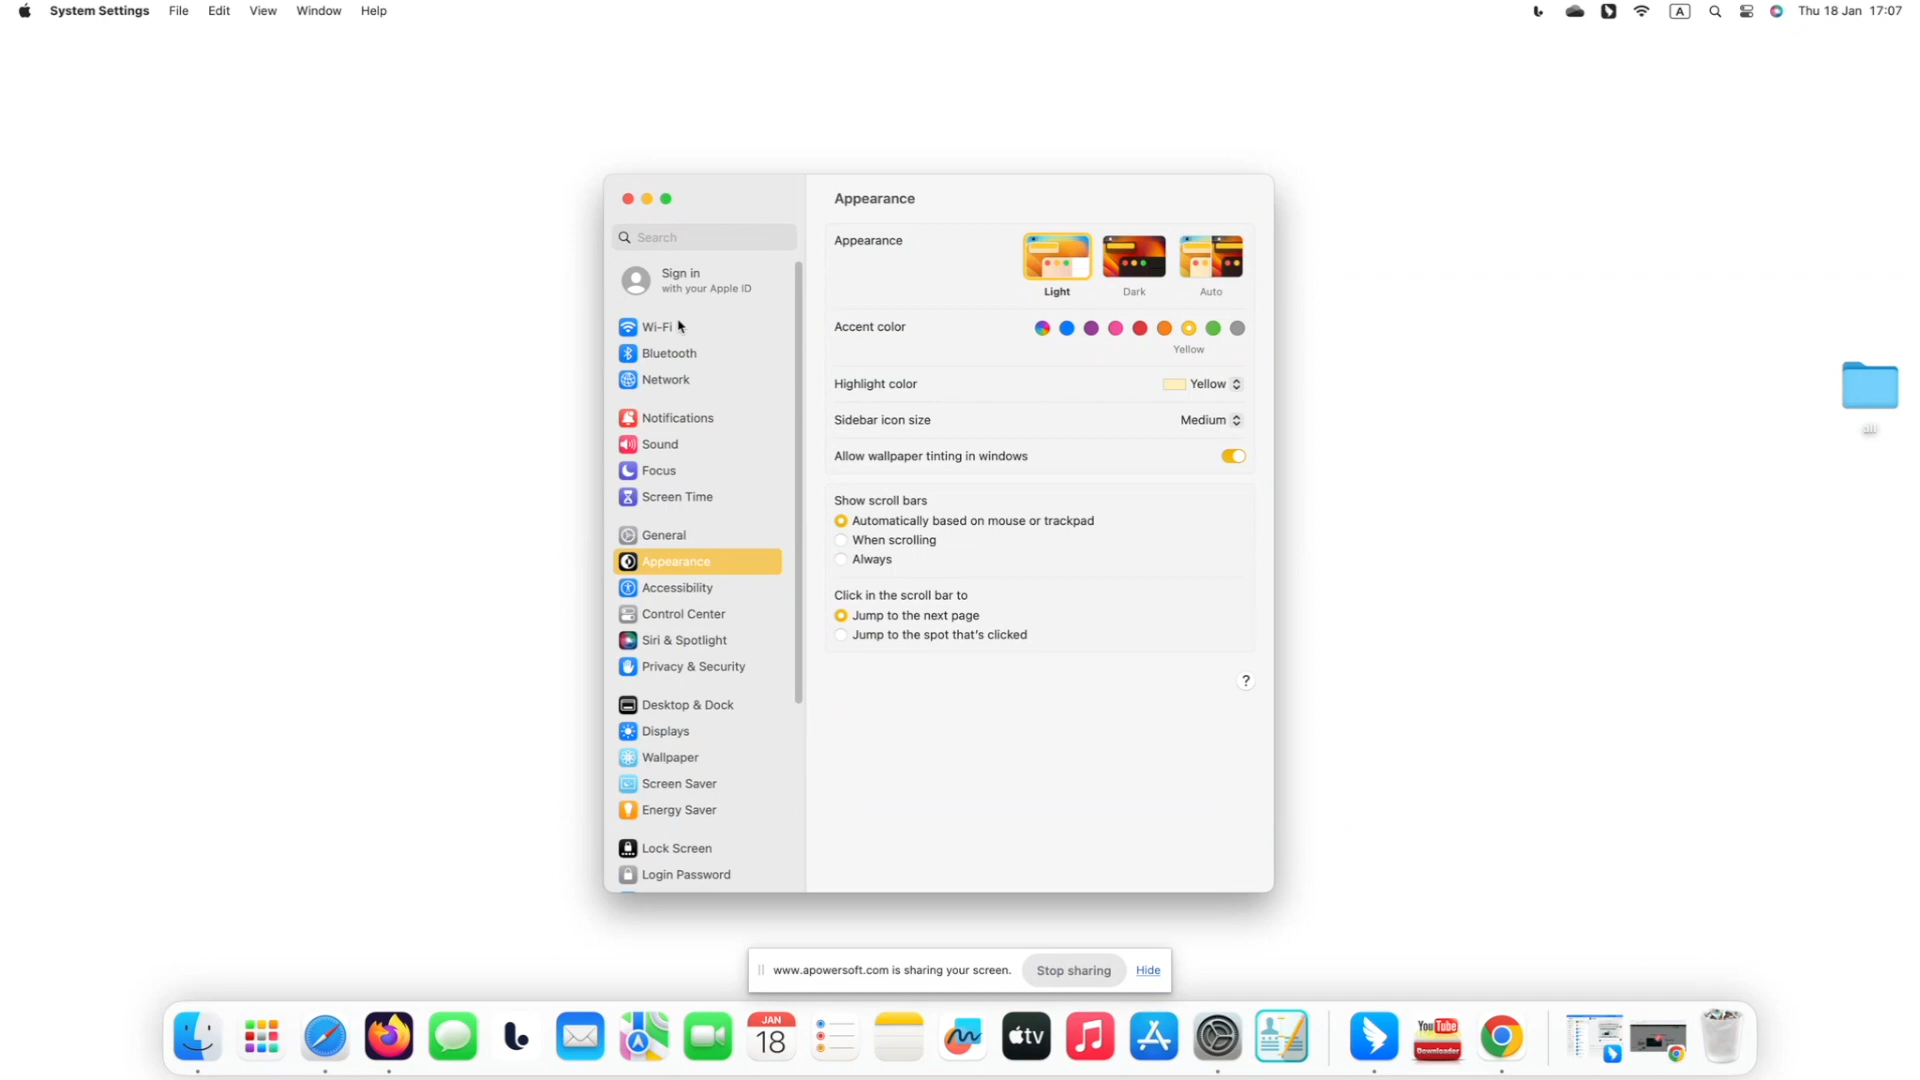 System Settings File Edit View Window Help
A Thu 18 Jan 17:07
Search
Sign in
with your Apple ID
Wi-Fi
Bluetooth
Network
Notifications
Sound
Focus
Screen Time
General
Appearance
Accessibility
Control Center
Siri & Spotlight
Privacy & Security
Desktop & Dock
Displays
Wallpaper
Screen Saver
Energy Saver
Lock Screen
Login Password
Appearance
Appearance
Light Dark Auto
Accent color
Yellow
Highlight color Yellow
Sidebar icon size Medium
Allow wallpaper tinting in windows
Show scroll bars
Automatically based on mouse or trackpad
When scrolling
Always
Click in the scroll bar to
Jump to the next page
Jump to the spot that's clicked
?
all
www.apowersoft.com is sharing your screen. Stop sharing Hide
JAN
18
tv
You Tube
Downloader